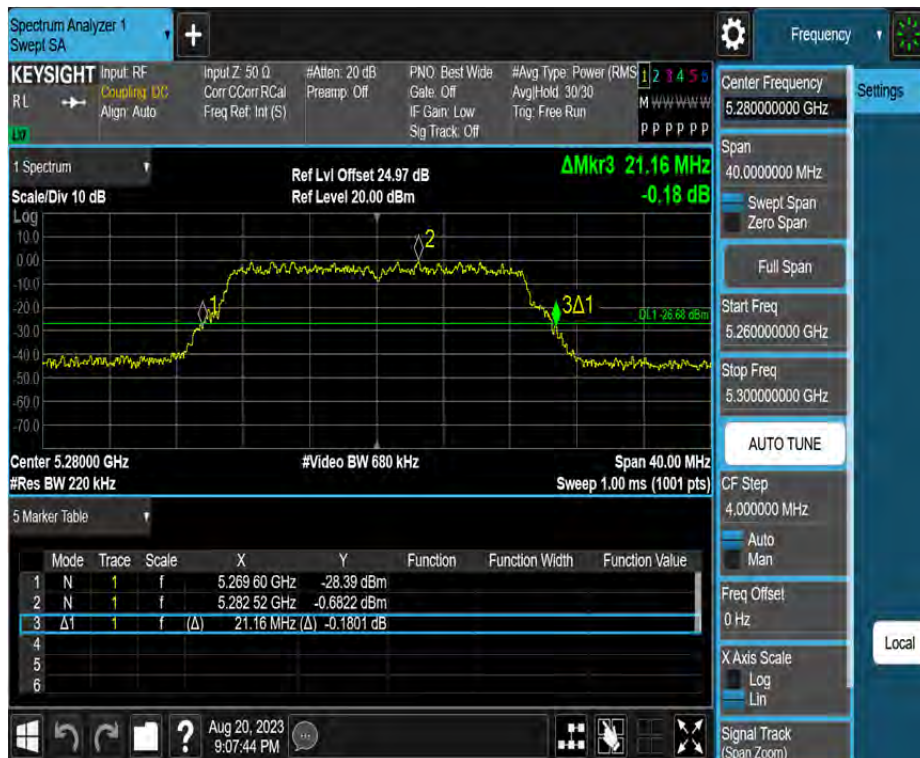 Spectrum Analyzer 1
Swept SA
Frequency
KEYSIGHT
RL
LXI
Input: RF
Coupling: DC
Align: Auto
Input Z: 50 Ω
Corr CCorr RCal
Freq Ref: Int (S)
#Atten: 20 dB
Preamp: Off
PNO: Best Wide
Gate: Off
IF Gain: Low
Sig Track: Off
#Avg Type: Power (RMS
Avg|Hold: 30/30
Trig: Free Run
1 2 3 4 5 6
M W W W W W
P P P P P P
Center Frequency
5.280000000 GHz
Settings
1 Spectrum
Scale/Div 10 dB
Ref Lvl Offset 24.97 dB
Ref Level 20.00 dBm
ΔMkr3 21.16 MHz
-0.18 dB
Span
40.0000000 MHz
Swept Span
Zero Span
Full Span
Log
10.0
0.00
-10.0
-20.0
-30.0
-40.0
-50.0
-60.0
-70.0
1
2
3Δ1
DL1 -26.68 dBm
Start Freq
5.260000000 GHz
Stop Freq
5.300000000 GHz
AUTO TUNE
Center 5.28000 GHz
#Video BW 680 kHz
Span 40.00 MHz
#Res BW 220 kHz
Sweep 1.00 ms (1001 pts)
CF Step
4.000000 MHz
Auto
Man
5 Marker Table
Mode Trace Scale X Y Function Function Width Function Value
1 N 1 f 5.269 60 GHz -28.39 dBm
2 N 1 f 5.282 52 GHz -0.6822 dBm
3 Δ1 1 f (Δ) 21.16 MHz (Δ) -0.1801 dB
4
5
6
Freq Offset
0 Hz
Local
X Axis Scale
Log
Lin
?
Aug 20, 2023
9:07:44 PM
Signal Track
(Span Zoom)